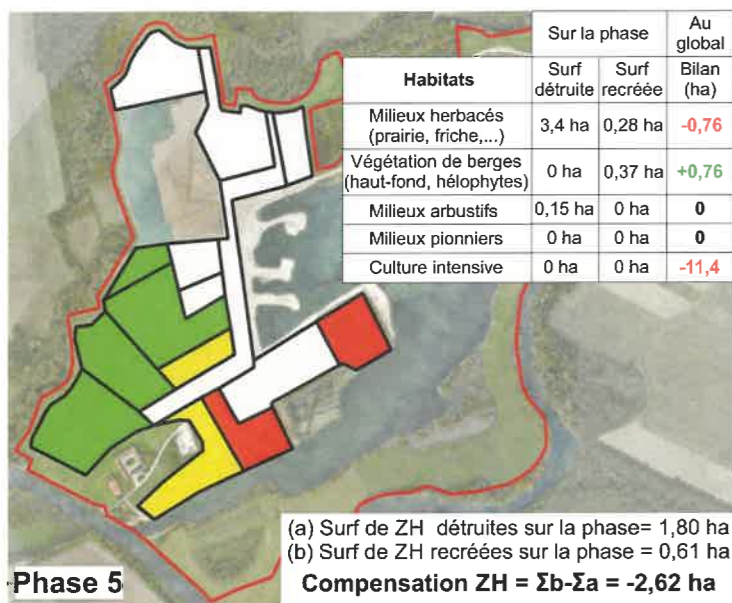 Sur la phase Au global
Habitats Surf détruite Surf recréée Bilan (ha)
Milieux herbacés (prairie, friche,...) 3,4 ha 0,28 ha -0,76
Végétation de berges (haut-fond, hélophytes) 0 ha 0,37 ha +0,76
Milieux arbustifs 0,15 ha 0 ha 0
Milieux pionniers 0 ha 0 ha 0
Culture intensive 0 ha 0 ha -11,4
(a) Surf de ZH détruites sur la phase= 1,80 ha
(b) Surf de ZH recréées sur la phase = 0,61 ha
Phase 5 Compensation ZH = Σb-Σa = -2,62 ha